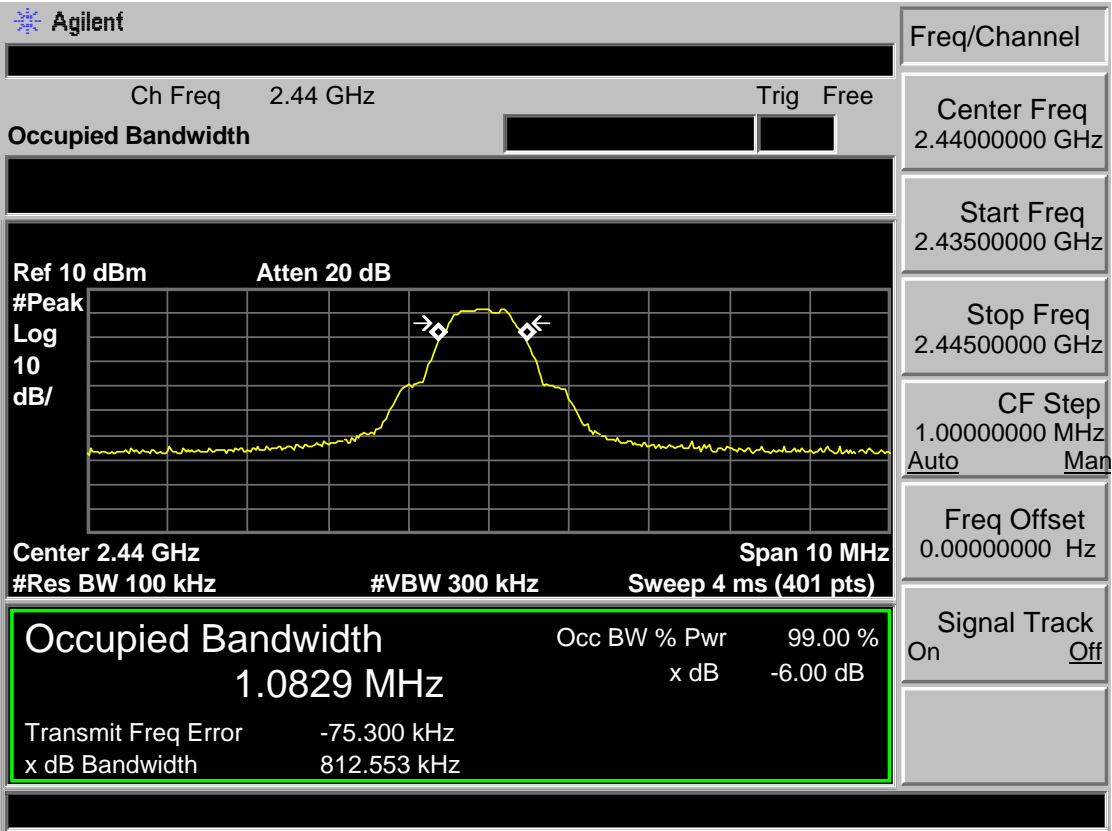 Agilent
Freq/Channel
Ch Freq 2.44 GHz Trig Free
Occupied Bandwidth
Center Freq
2.44000000 GHz
Start Freq
2.43500000 GHz
Stop Freq
2.44500000 GHz
CF Step
1.00000000 MHz
Auto Man
Freq Offset
0.00000000 Hz
Signal Track
On Off
Ref 10 dBm Atten 20 dB
#Peak
Log
10
dB/
Center 2.44 GHz Span 10 MHz
#Res BW 100 kHz #VBW 300 kHz Sweep 4 ms (401 pts)
Occupied Bandwidth Occ BW % Pwr 99.00 %
1.0829 MHz x dB -6.00 dB
Transmit Freq Error -75.300 kHz
x dB Bandwidth 812.553 kHz